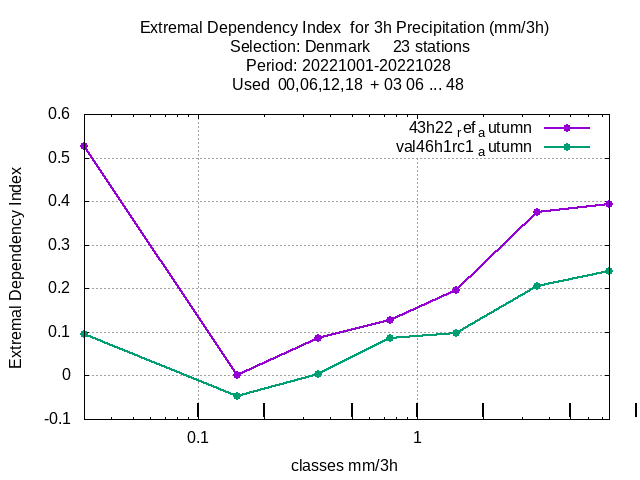 Extremal Dependency Index  for 3h Precipitation (mm/3h)
Selection: Denmark     23 stations
Period: 20221001-20221028
Used  00,06,12,18  + 03 06 ... 48
43h22 ref a utumn
val46h1rc1 a utumn
Extremal Dependency Index
0.6
0.5
0.4
0.3
0.2
0.1
0
-0.1
0.1
1
classes mm/3h